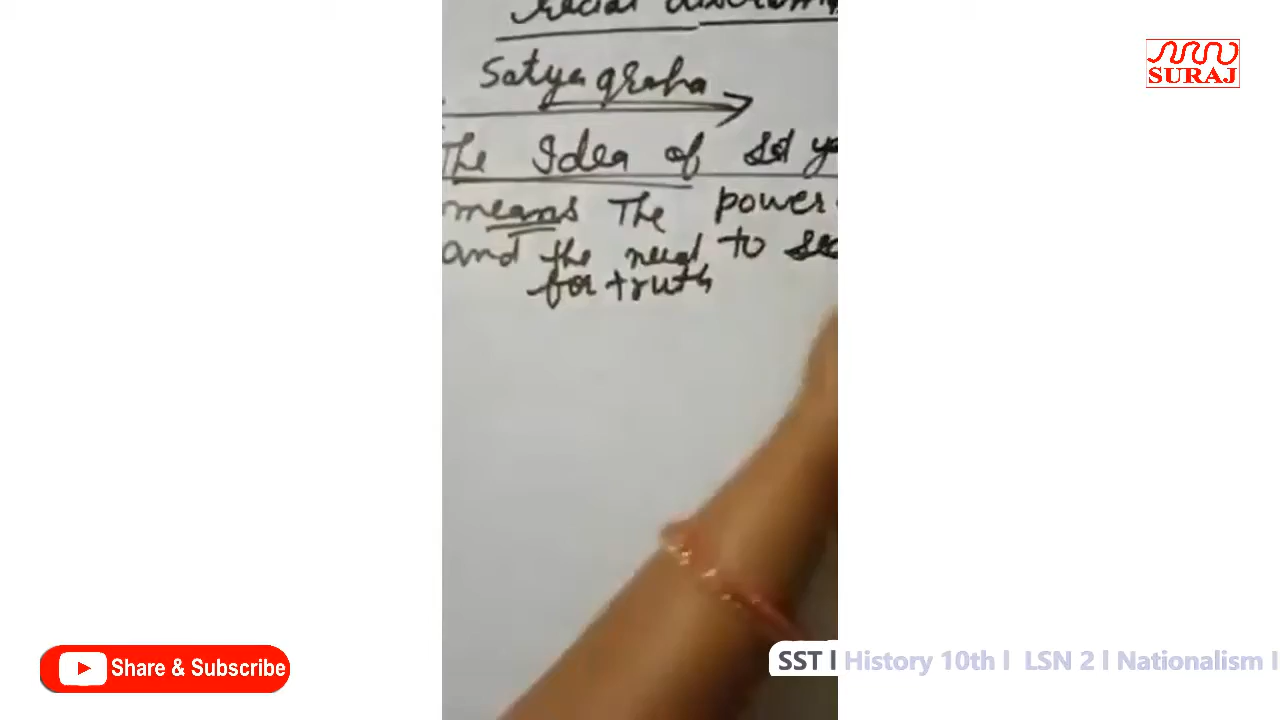 Satyagraha
SURAJ
The Idea of Satya
means The power
and the need to
for truth
Share & Subscribe
SST l History 10th l LSN 2 l Nationalism I